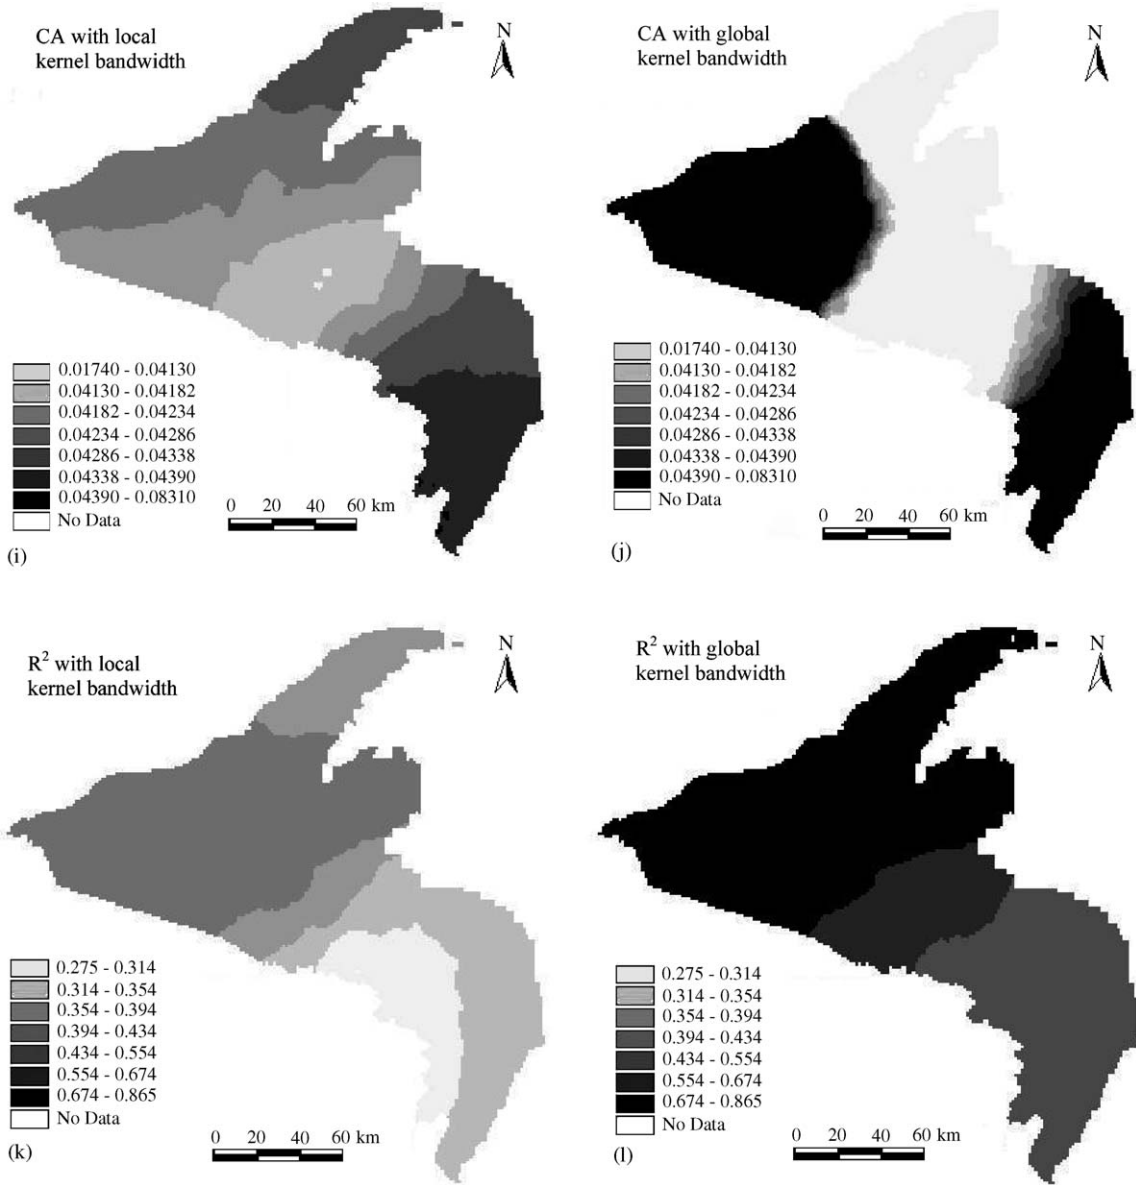 CA with local
kernel bandwidth
N
0.01740 - 0.04130
0.04130 - 0.04182
0.04182 - 0.04234
0.04234 - 0.04286
0.04286 - 0.04338
0.04338 - 0.04390
0.04390 - 0.08310
No Data
0 20 40 60 km
(i)
CA with global
kernel bandwidth
N
0.01740 - 0.04130
0.04130 - 0.04182
0.04182 - 0.04234
0.04234 - 0.04286
0.04286 - 0.04338
0.04338 - 0.04390
0.04390 - 0.08310
No Data
0 20 40 60 km
(j)
R² with local
kernel bandwidth
N
0.275 - 0.314
0.314 - 0.354
0.354 - 0.394
0.394 - 0.434
0.434 - 0.554
0.554 - 0.674
0.674 - 0.865
No Data
0 20 40 60 km
(k)
R² with global
kernel bandwidth
N
0.275 - 0.314
0.314 - 0.354
0.354 - 0.394
0.394 - 0.434
0.434 - 0.554
0.554 - 0.674
0.674 - 0.865
No Data
0 20 40 60 km
(l)